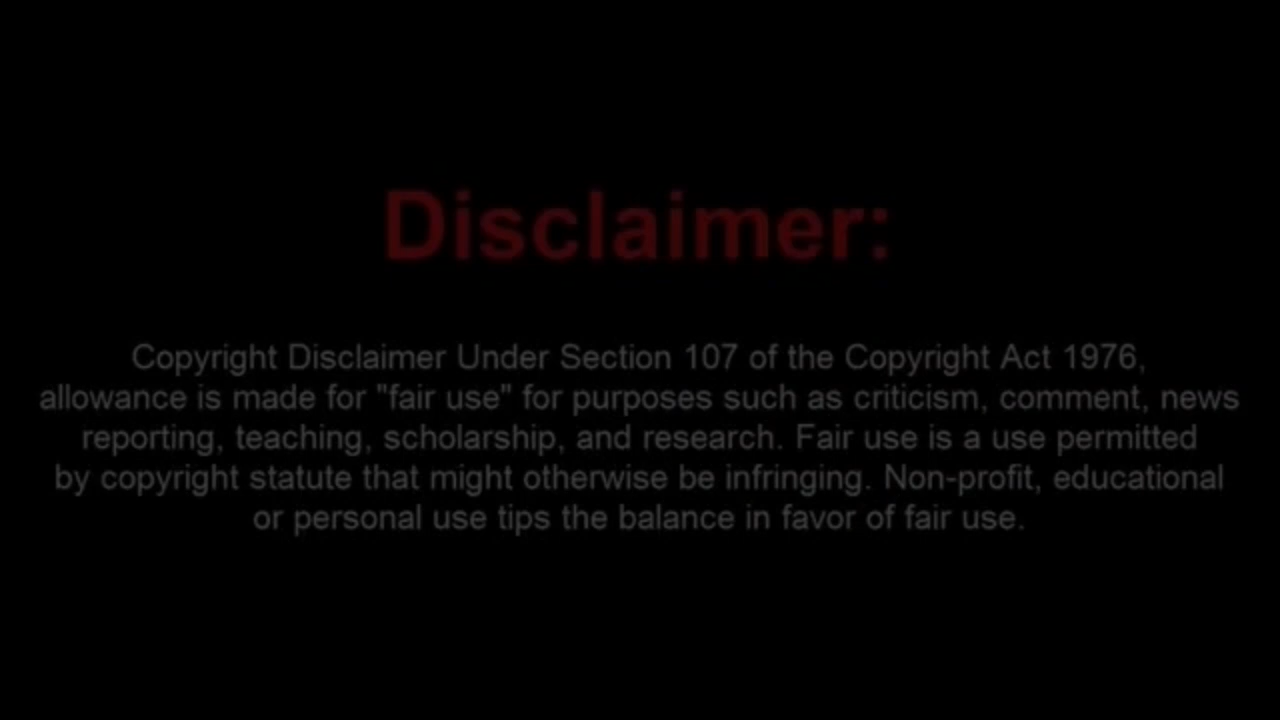 Disclaimer:
Copyright Disclaimer Under Section 107 of the Copyright Act 1976,
allowance is made for "fair use" for purposes such as criticism, comment, news
reporting, teaching, scholarship, and research. Fair use is a use permitted
by copyright statute that might otherwise be infringing. Non-profit, educational
or personal use tips the balance in favor of fair use.